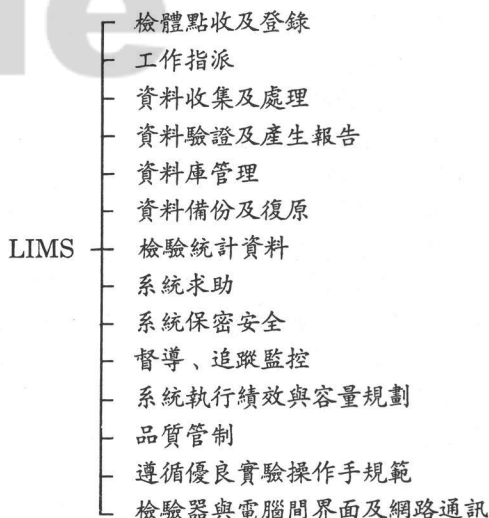 檢體點收及登錄
工作指派
資料收集及處理
資料驗證及產生報告
資料庫管理
資料備份及復原
LIMS 檢驗統計資料
系統求助
系統保密安全
督導、追蹤監控
系統執行績效與容量規劃
品質管制
遵循優良實驗操作手規範
檢驗器與電腦間界面及網路通訊